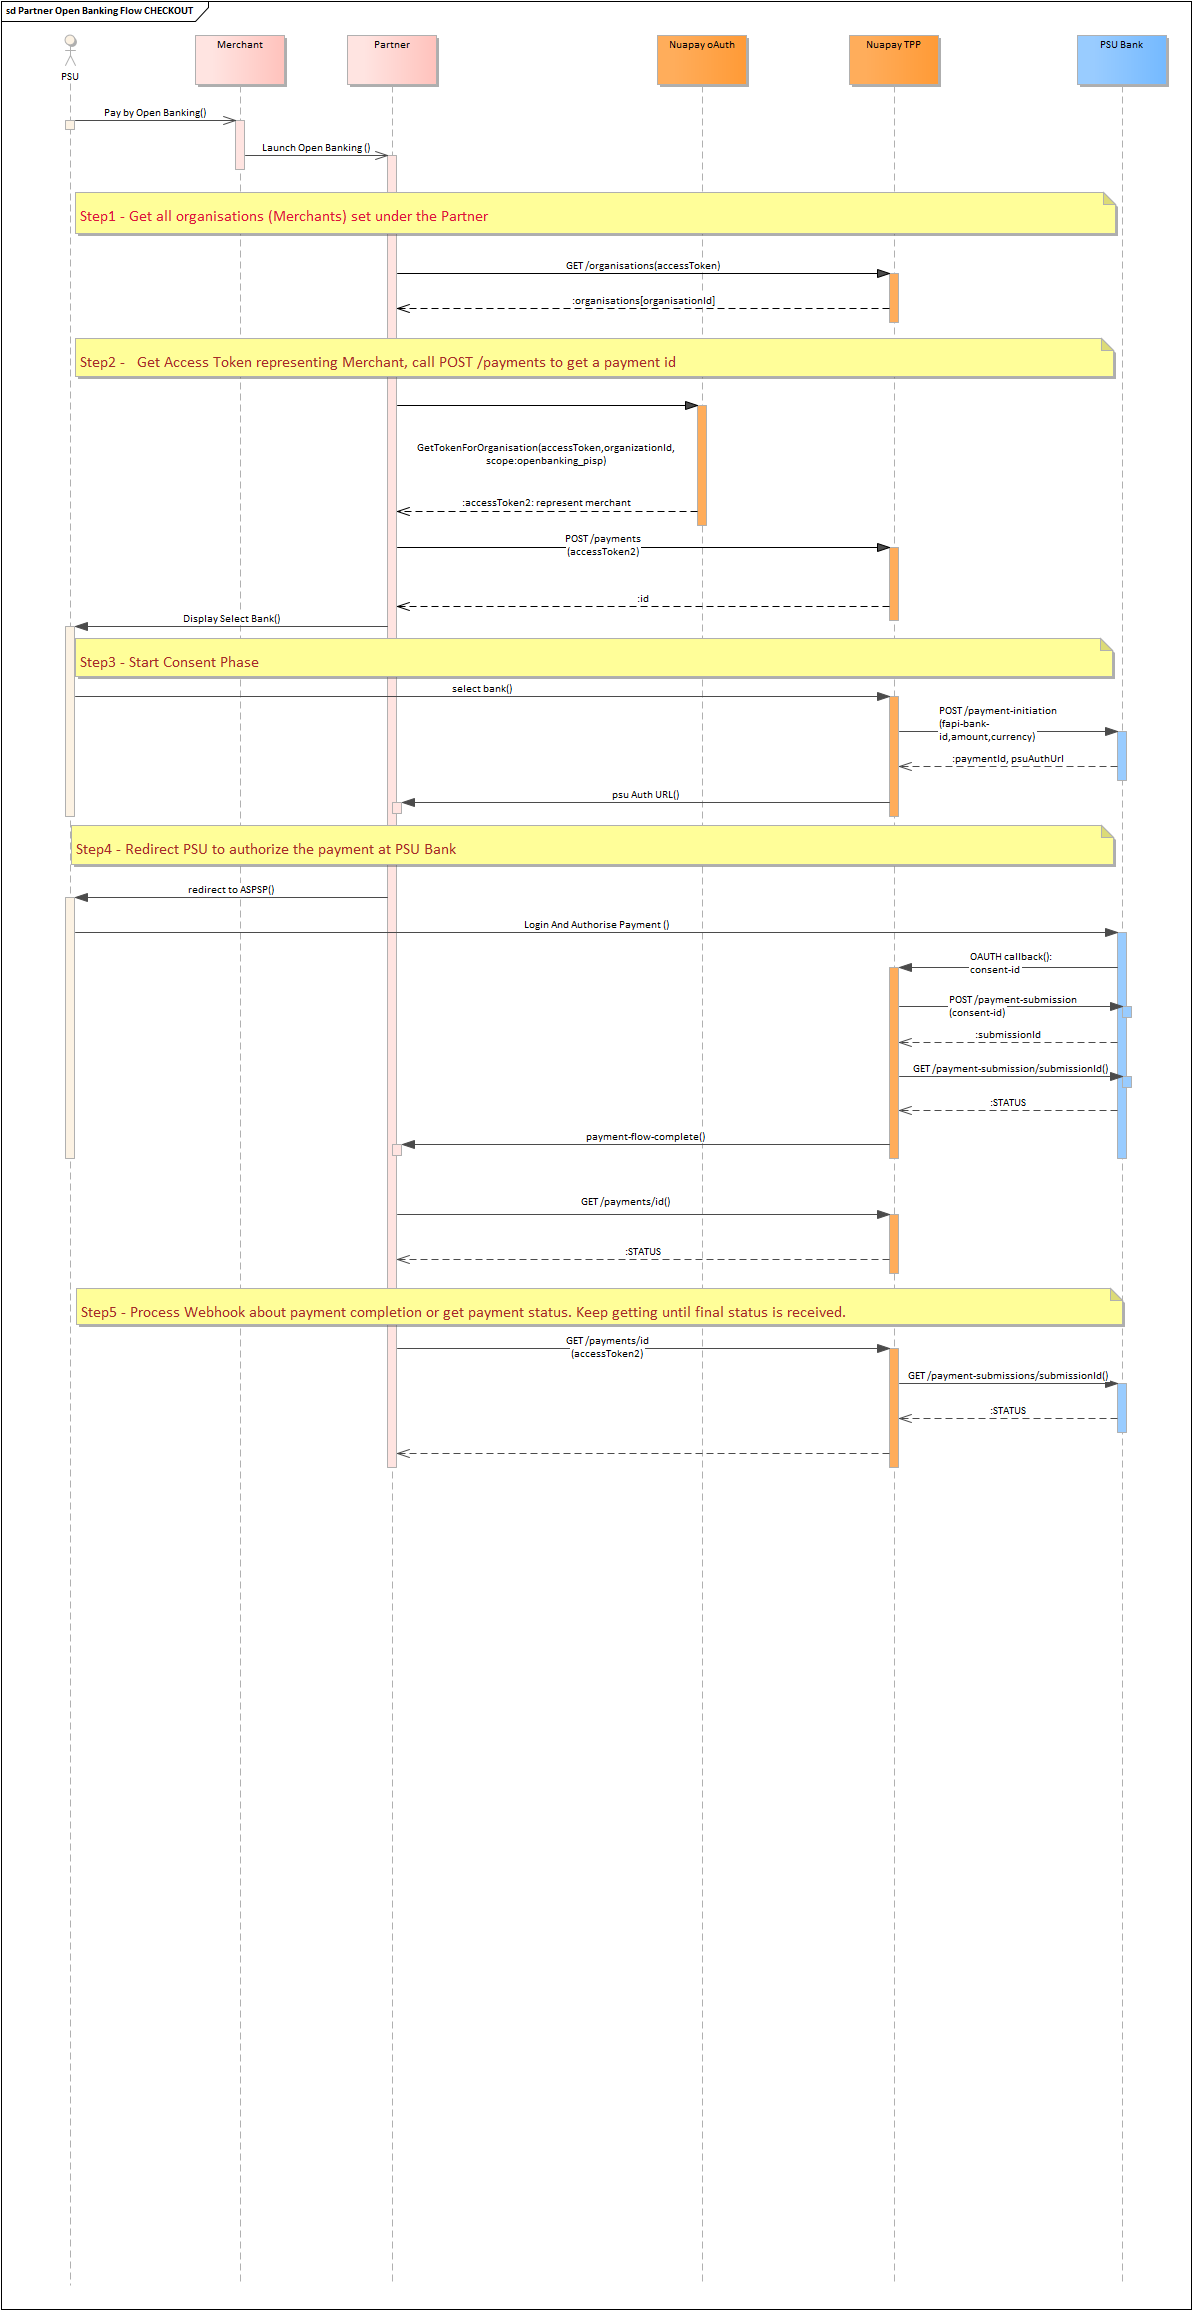 sd Partner Open Banking Flow CHECKOUT
PSU
Merchant
Partner
Nuapay oAuth
Nuapay TPP
PSU Bank
Pay by Open Banking()
Launch Open Banking ()
Step1 - Get all organisations (Merchants) set under the Partner
GET /organisations(accessToken)
:organisations[organisationId]
Step2 -   Get Access Token representing Merchant, call POST /payments to get a payment id
GetTokenForOrganisation(accessToken,organizationId,
scope:openbanking_pisp)
:accessToken2: represent merchant
POST /payments
(accessToken2)
:id
Display Select Bank()
Step3 - Start Consent Phase
select bank()
POST /payment-initiation
(fapi-bank-
id,amount,currency)
:paymentId, psuAuthUrl
psu Auth URL()
Step4 - Redirect PSU to authorize the payment at PSU Bank
redirect to ASPSP()
Login And Authorise Payment ()
OAUTH callback():
consent-id
POST /payment-submission
(consent-id)
:submissionId
GET /payment-submission/submissionId()
:STATUS
payment-flow-complete()
GET /payments/id()
:STATUS
Step5 - Process Webhook about payment completion or get payment status. Keep getting until final status is received.
GET /payments/id
(accessToken2)
GET /payment-submissions/submissionId()
:STATUS